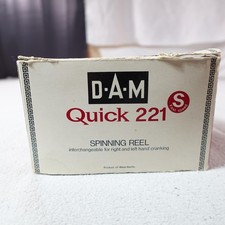 D·A·M
Quick 221
S
SPINNING REEL
Interchangeable for right and left hand cranking